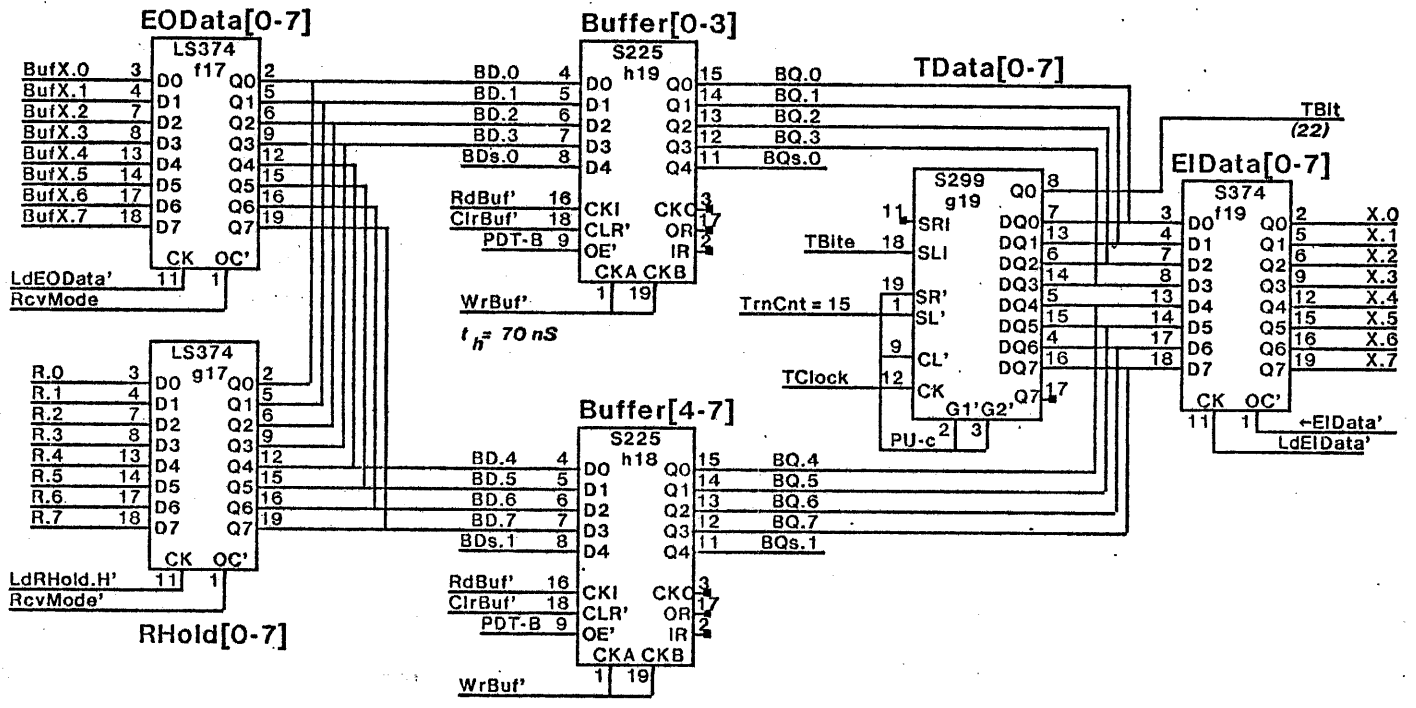 EOData[0-7]
LS374
f17
BufX.0 3 D0 Q0 2
BufX.1 4 D1 Q1 5
BufX.2 7 D2 Q2 6
BufX.3 8 D3 Q3 9
BufX.4 13 D4 Q4 12
BufX.5 14 D5 Q5 15
BufX.6 17 D6 Q6 16
BufX.7 18 D7 Q7 19
CK OC'
LdEOData' 11 1
RcvMode
LS374
g17
R.0 3 D0 Q0 2
R.1 4 D1 Q1 5
R.2 7 D2 Q2 6
R.3 8 D3 Q3 9
R.4 13 D4 Q4 12
R.5 14 D5 Q5 15
R.6 17 D6 Q6 16
R.7 18 D7 Q7 19
CK OC'
LdRHold.H' 11 1
RcvMode'
RHold[0-7]
Buffer[0-3]
S225
h19
BD.0 4 D0 Q0 15 BQ.0
BD.1 5 D1 Q1 14 BQ.1
BD.2 6 D2 Q2 13 BQ.2
BD.3 7 D3 Q3 12 BQ.3
BDs.0 8 D4 Q4 11 BQs.0
RdBuf' 16 CKI CKO 3
ClrBuf' 18 CLR' OR 17
PDT-B 9 OE' IR 2
CKA CKB
WrBuf' 1 19
t h = 70 nS
Buffer[4-7]
S225
h18
BD.4 4 D0 Q0 15 BQ.4
BD.5 5 D1 Q1 14 BQ.5
BD.6 6 D2 Q2 13 BQ.6
BD.7 7 D3 Q3 12 BQ.7
BDs.1 8 D4 Q4 11 BQs.1
RdBuf' 16 CKI CKO 3
ClrBuf' 18 CLR' OR 17
PDT-B 9 OE' IR 2
CKA CKB
WrBuf' 1 19
TData[0-7]
S299
g19
Q0 8
11 SRI DQ0 7
DQ1 13
TBite 18 SLI DQ2 6
DQ3 14
19 SR' DQ4 5
TrnCnt = 15 1 SL' DQ5 15
DQ6 4
9 CL' DQ7 16
TClock 12 CK Q7 17
G1' G2'
PU-c 2 3
TBit
(22)
EIData[0-7]
S374
f19
3 D0 Q0 2 X.0
4 D1 Q1 5 X.1
7 D2 Q2 6 X.2
8 D3 Q3 9 X.3
13 D4 Q4 12 X.4
14 D5 Q5 15 X.5
17 D6 Q6 16 X.6
18 D7 Q7 19 X.7
CK OC'
11 1 ←EIData'
LdEIData'